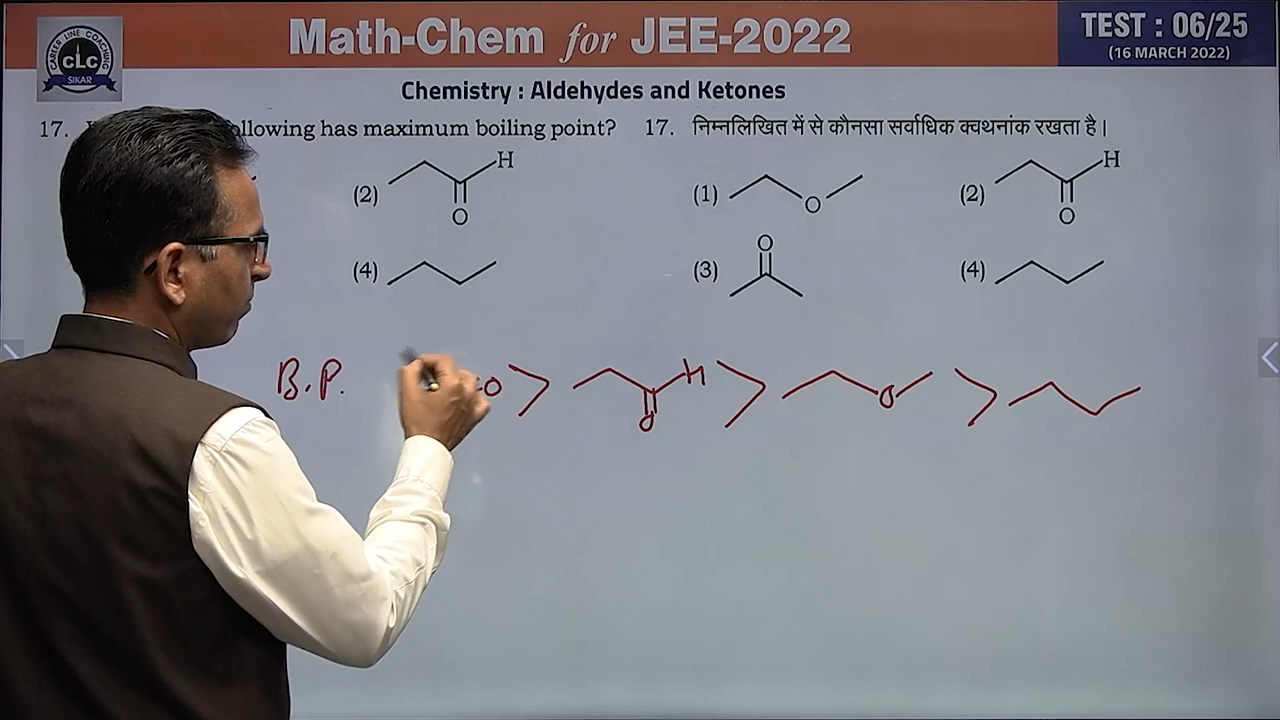 Math-Chem for JEE-2022
TEST : 06/25
(16 MARCH 2022)
CAREER LINE COACHING
CLC
SIKAR
Chemistry : Aldehydes and Ketones
17. following has maximum boiling point?
17. निम्नलिखित में से कौनसा सर्वाधिक क्वथनांक रखता है।
(2) H O
(1) O
(2) H O
(4)
(3) O
(4)
B.P. O > H O > O >